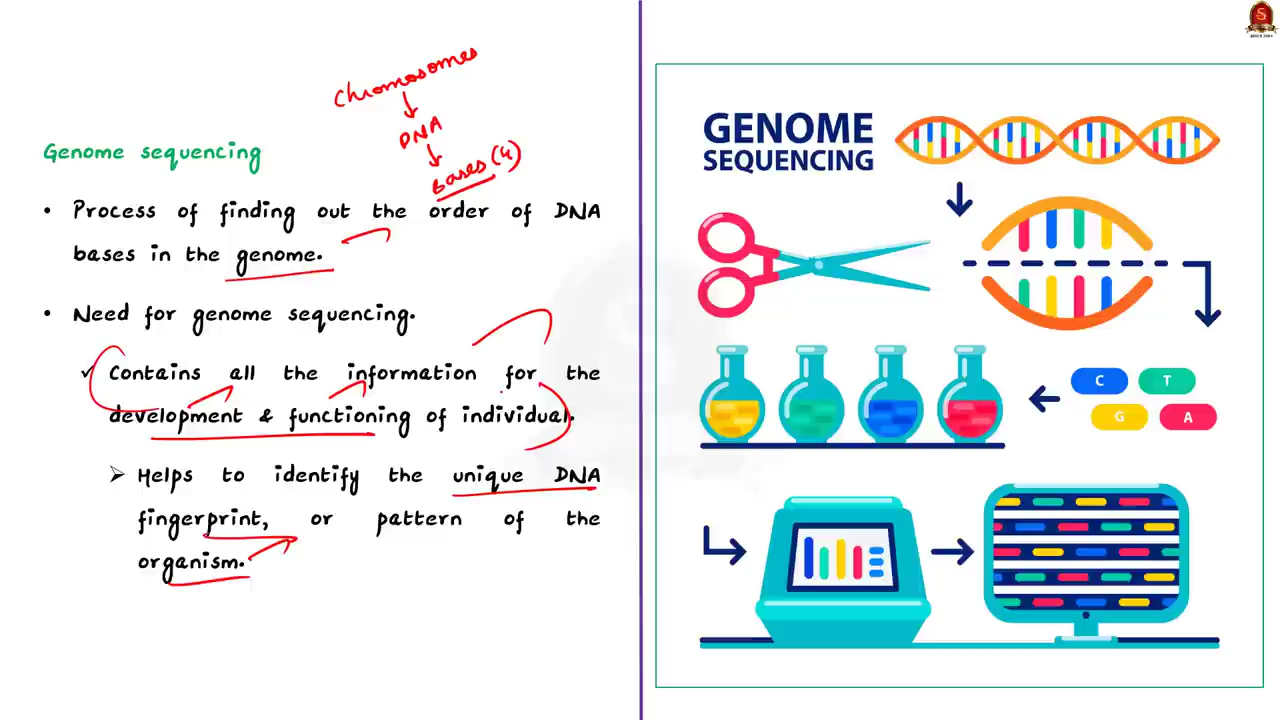 Chromosomes
DNA
Bases (4)
Genome sequencing
• Process of finding out the order of DNA
bases in the genome.
• Need for genome sequencing.
✓ Contains all the information for the
development & functioning of individual.
➤ Helps to identify the unique DNA
fingerprint, or pattern of the
organism.
GENOME
SEQUENCING
C T
G A
S